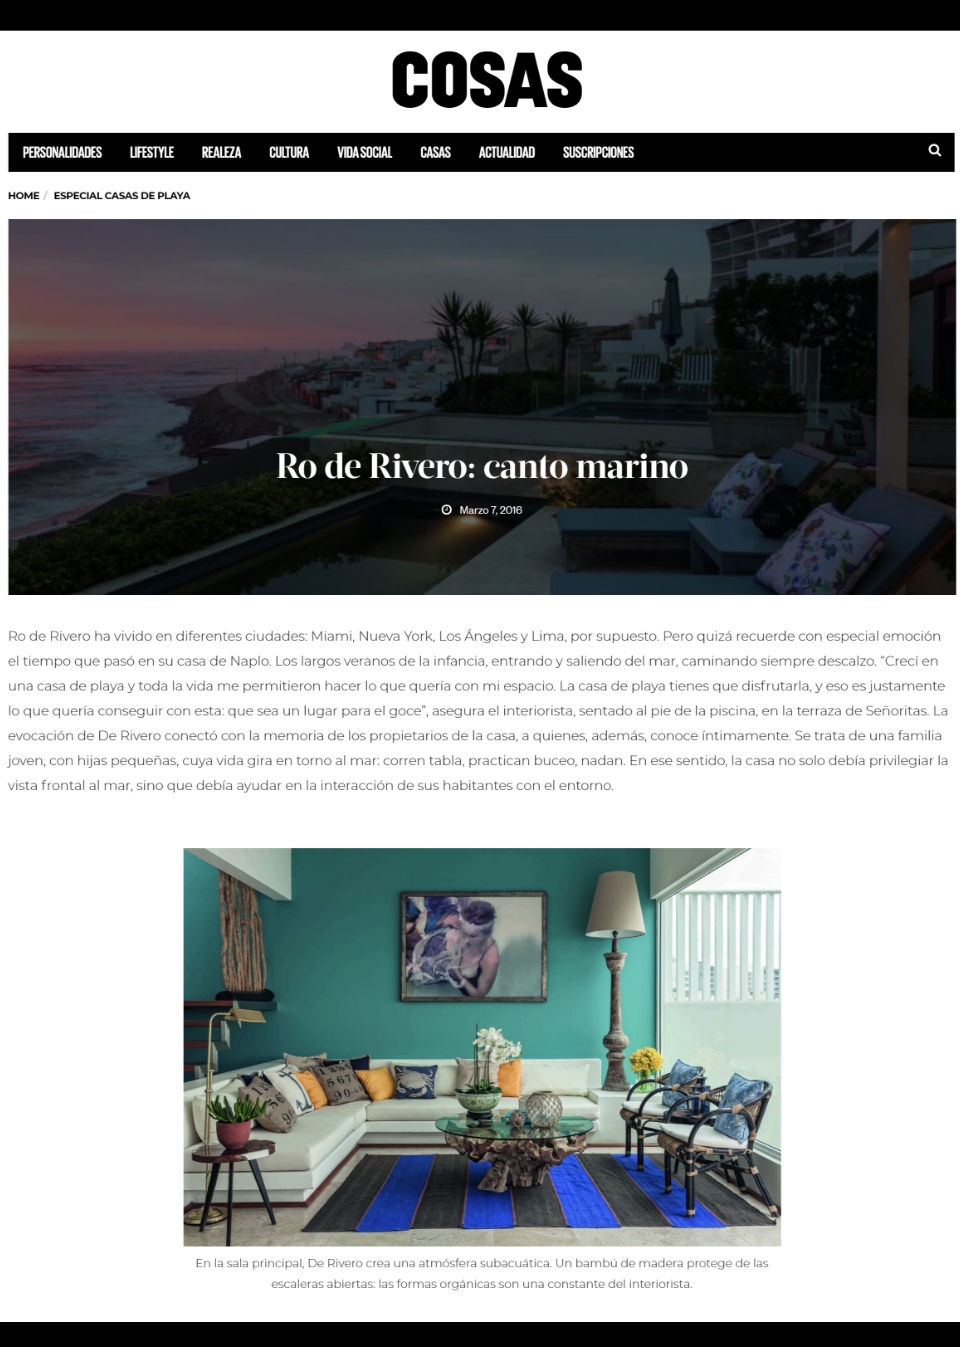 COSAS
PERSONALIDADES LIFESTYLE REALEZA CULTURA VIDA SOCIAL CASAS ACTUALIDAD SUSCRIPCIONES
HOME / ESPECIAL CASAS DE PLAYA
Ro de Rivero: canto marino
Marzo 7, 2016
Ro de Rivero ha vivido en diferentes ciudades: Miami, Nueva York, Los Ángeles y Lima, por supuesto. Pero quizá recuerde con especial emoción
el tiempo que pasó en su casa de Naplo. Los largos veranos de la infancia, entrando y saliendo del mar, caminando siempre descalzo. “Crecí en
una casa de playa y toda la vida me permitieron hacer lo que quería con mi espacio. La casa de playa tienes que disfrutarla, y eso es justamente
lo que quería conseguir con esta: que sea un lugar para el goce”, asegura el interiorista, sentado al pie de la piscina, en la terraza de Señoritas. La
evocación de De Rivero conectó con la memoria de los propietarios de la casa, a quienes, además, conoce íntimamente. Se trata de una familia
joven, con hijas pequeñas, cuya vida gira en torno al mar: corren tabla, practican buceo, nadan. En ese sentido, la casa no solo debía privilegiar la
vista frontal al mar, sino que debía ayudar en la interacción de sus habitantes con el entorno.
En la sala principal, De Rivero crea una atmósfera subacuática. Un bambú de madera protege de las
escaleras abiertas: las formas orgánicas son una constante del interiorista.